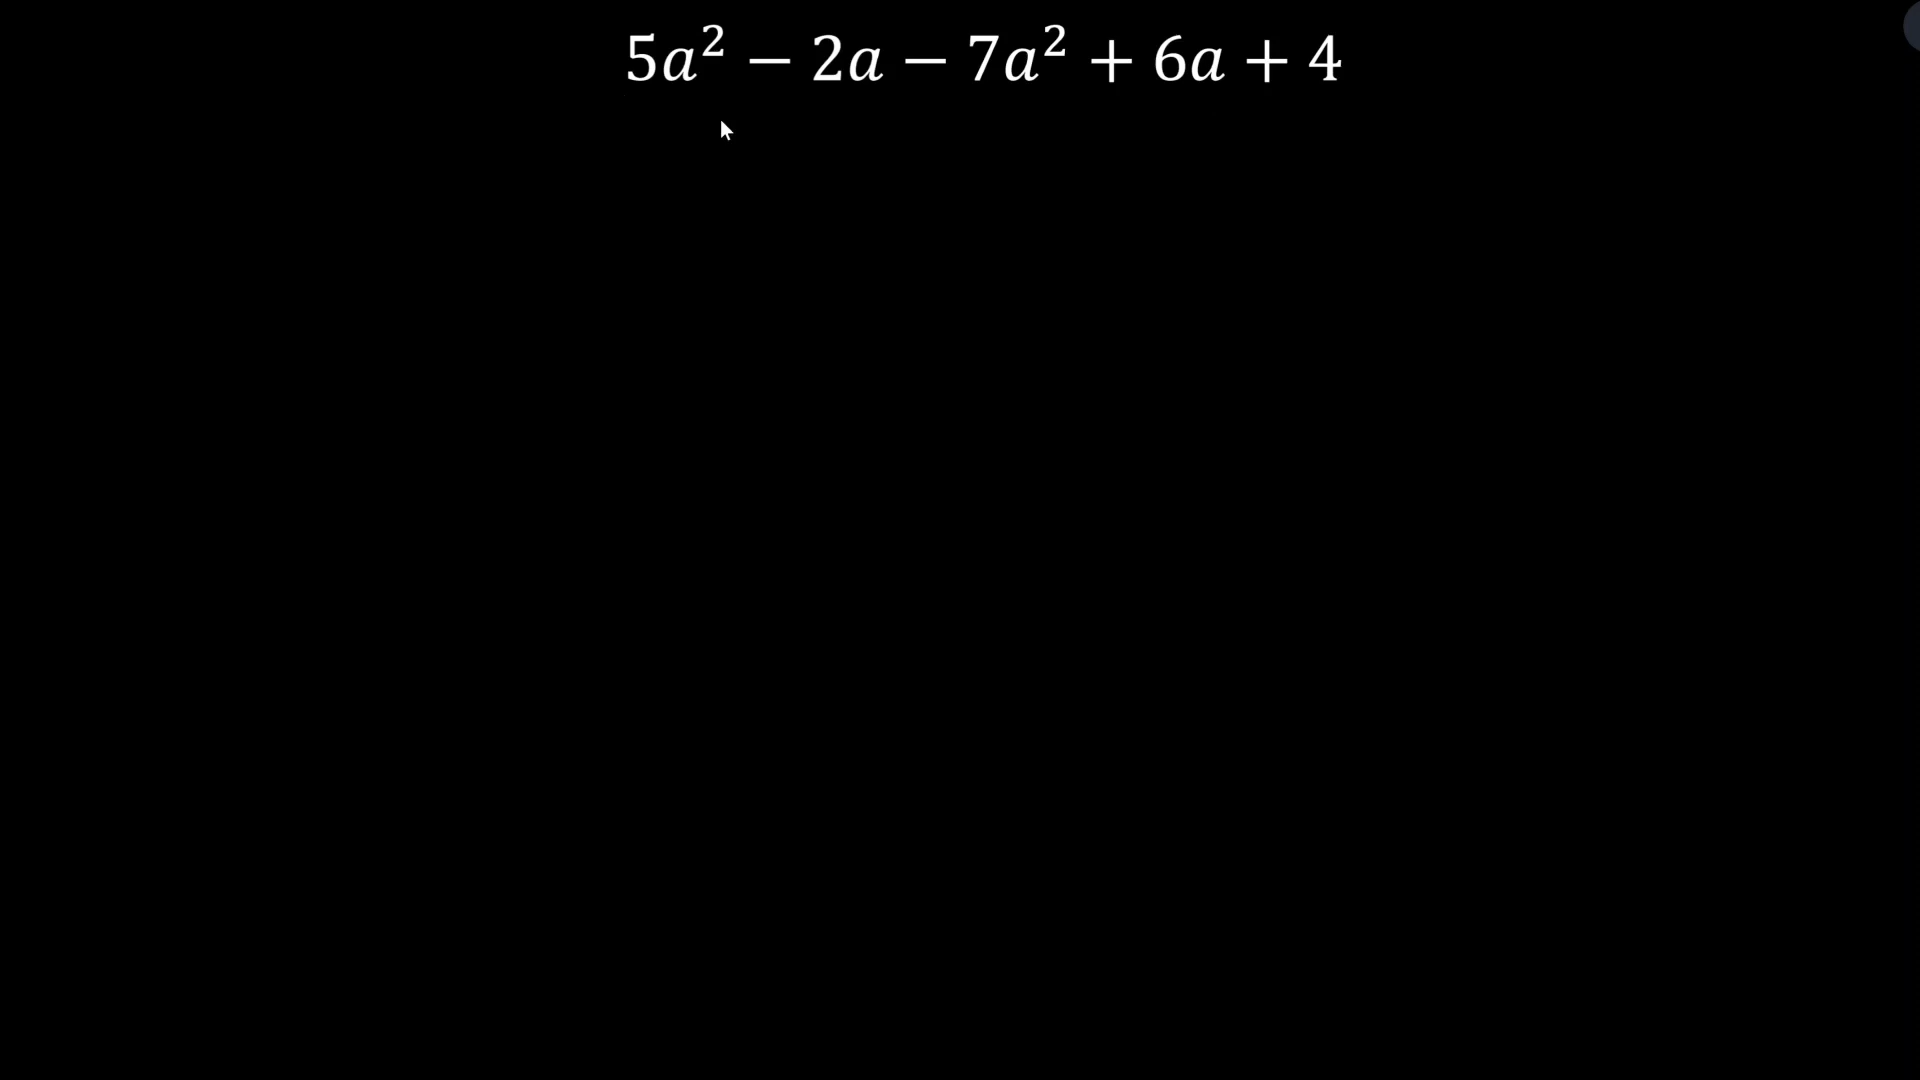 5a² − 2a − 7a² + 6a + 4